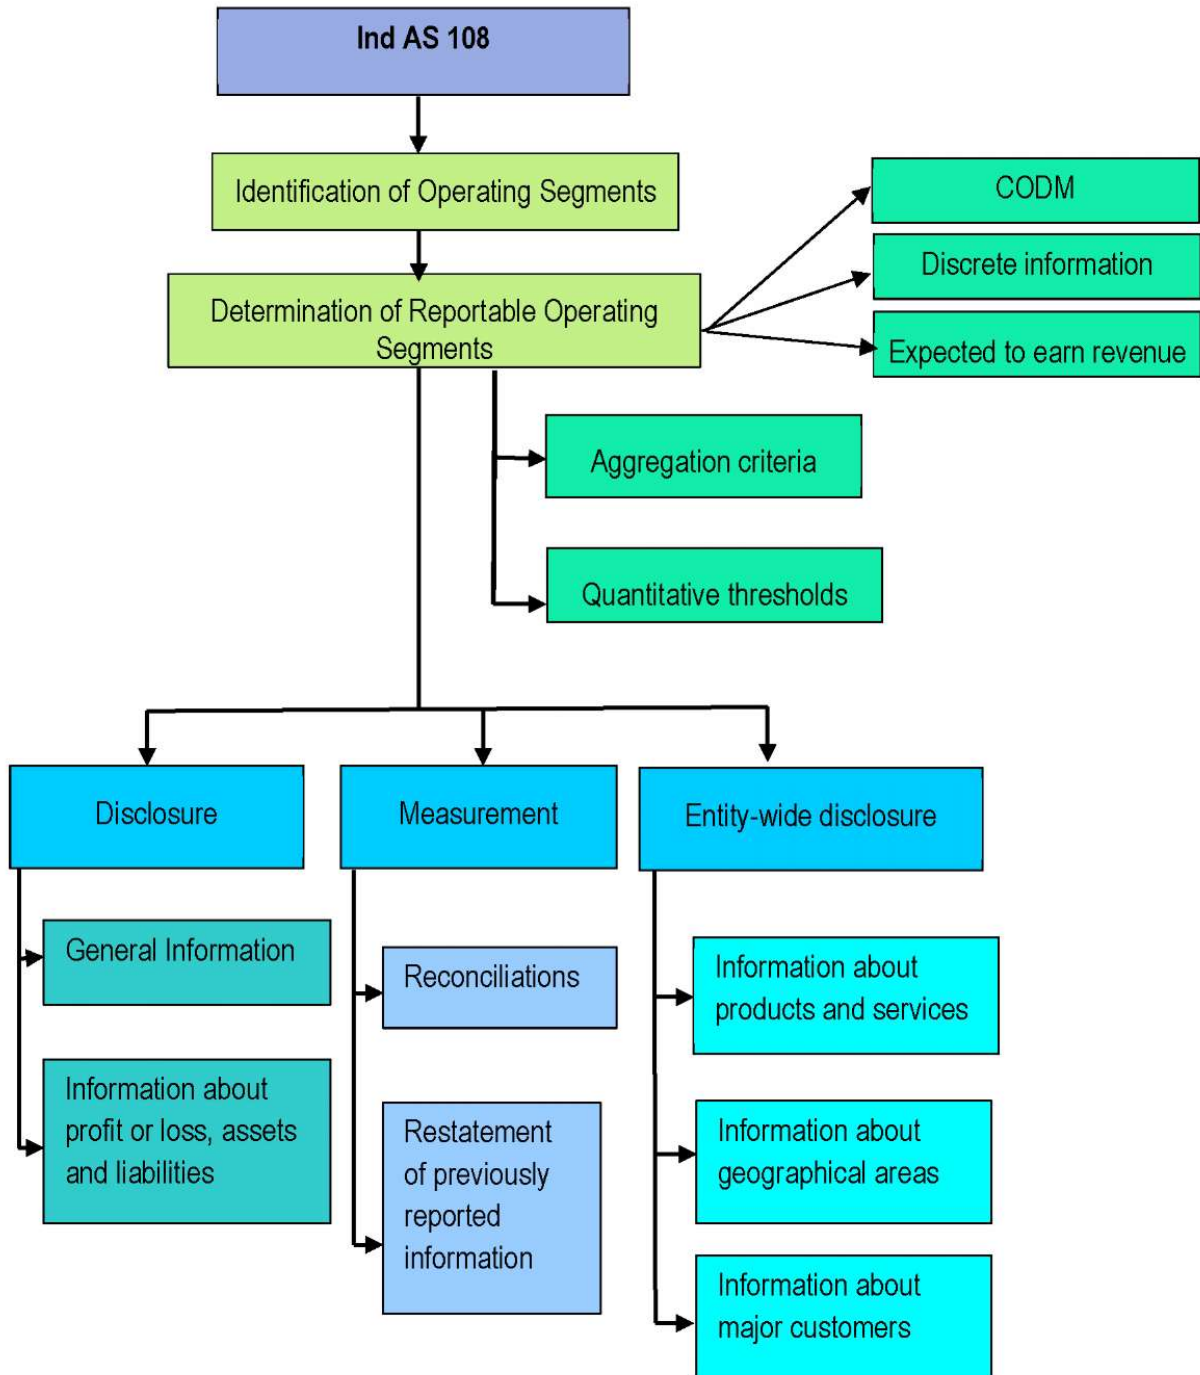 Ind AS 108
Identification of Operating Segments
CODM
Discrete information
Determination of Reportable Operating
Segments
Expected to earn revenue
Aggregation criteria
Quantitative thresholds
Disclosure
Measurement
Entity-wide disclosure
General Information
Information about
profit or loss, assets
and liabilities
Reconciliations
Restatement
of previously
reported
information
Information about
products and services
Information about
geographical areas
Information about
major customers